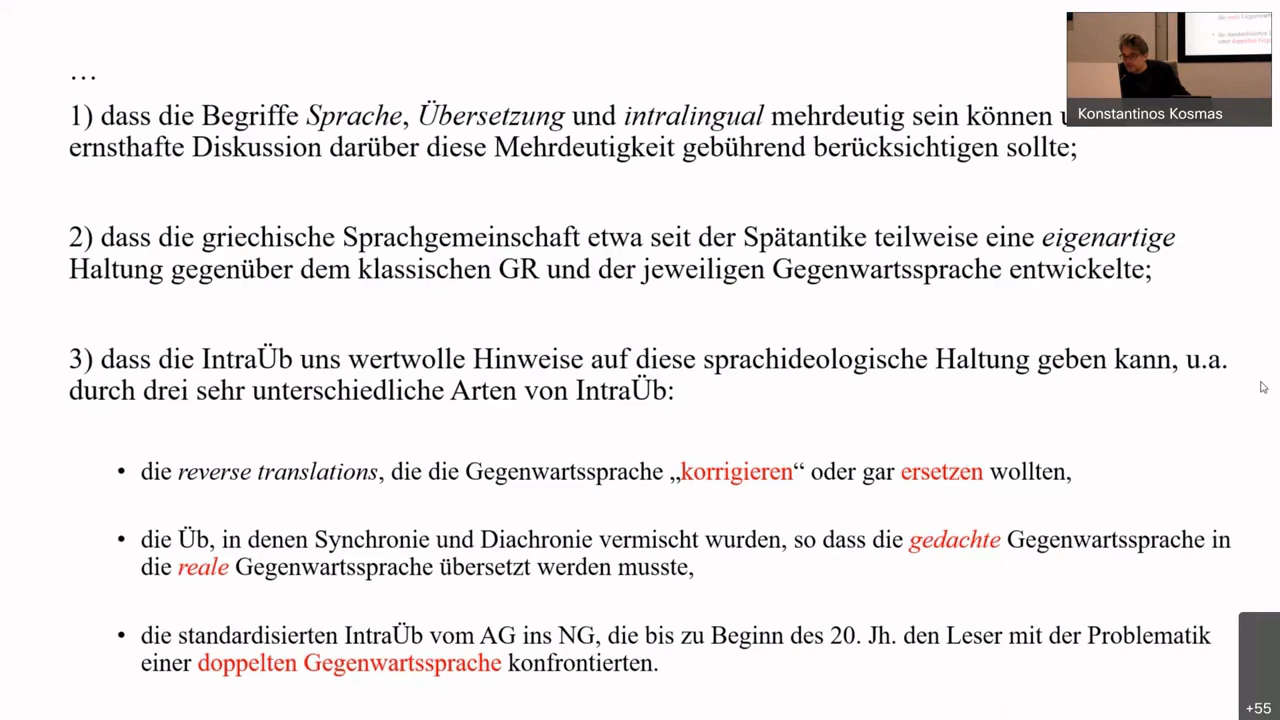 …
1) dass die Begriffe Sprache, Übersetzung und intralingual mehrdeutig sein können
ernsthafte Diskussion darüber diese Mehrdeutigkeit gebührend berücksichtigen sollte;
2) dass die griechische Sprachgemeinschaft etwa seit der Spätantike teilweise eine eigenartige
Haltung gegenüber dem klassischen GR und der jeweiligen Gegenwartssprache entwickelte;
3) dass die IntraÜb uns wertwolle Hinweise auf diese sprachideologische Haltung geben kann, u.a.
durch drei sehr unterschiedliche Arten von IntraÜb:
• die reverse translations, die die Gegenwartssprache „korrigieren“ oder gar ersetzen wollten,
• die Üb, in denen Synchronie und Diachronie vermischt wurden, so dass die gedachte Gegenwartssprache in
die reale Gegenwartssprache übersetzt werden musste,
• die standardisierten IntraÜb vom AG ins NG, die bis zu Beginn des 20. Jh. den Leser mit der Problematik
einer doppelten Gegenwartssprache konfrontierten.
Konstantinos Kosmas
+55